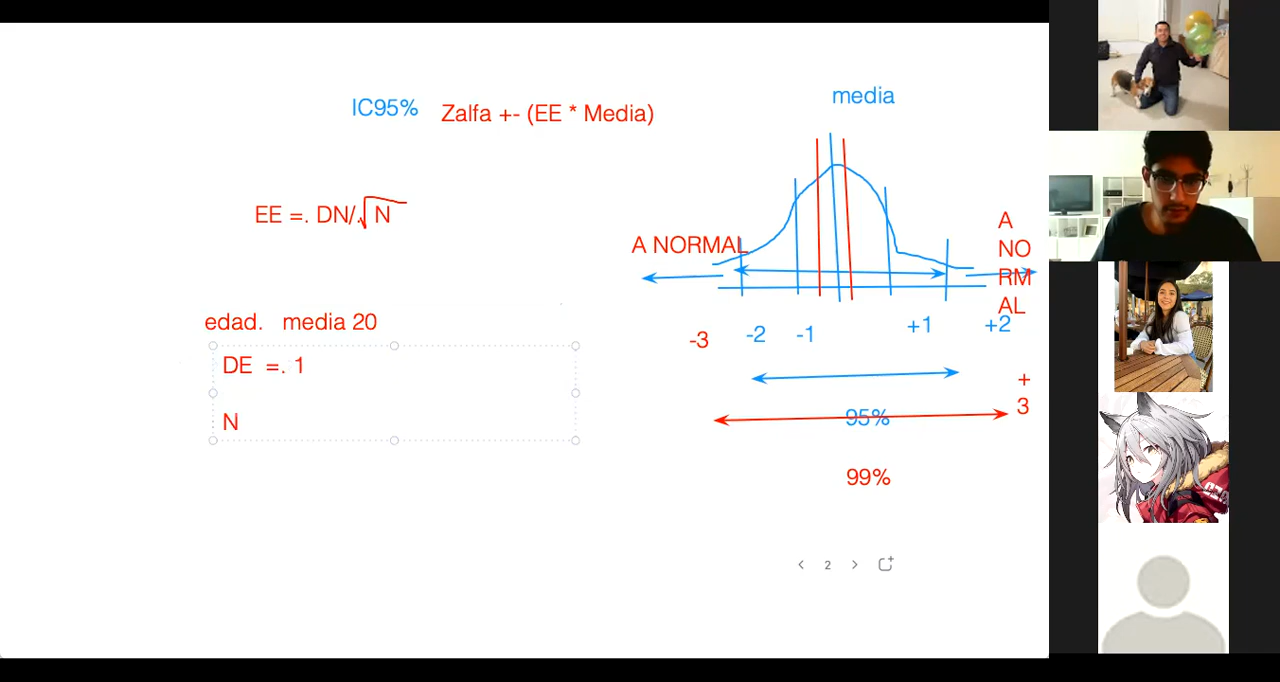 IC95%
Zalfa +- (EE * Media)
media
EE =. DN/√N
A NORMAL
A
NO
RM
AL
edad. media 20
DE =. 1
N
-3
-2
-1
+1
+2
+
3
95%
99%
< 2 >